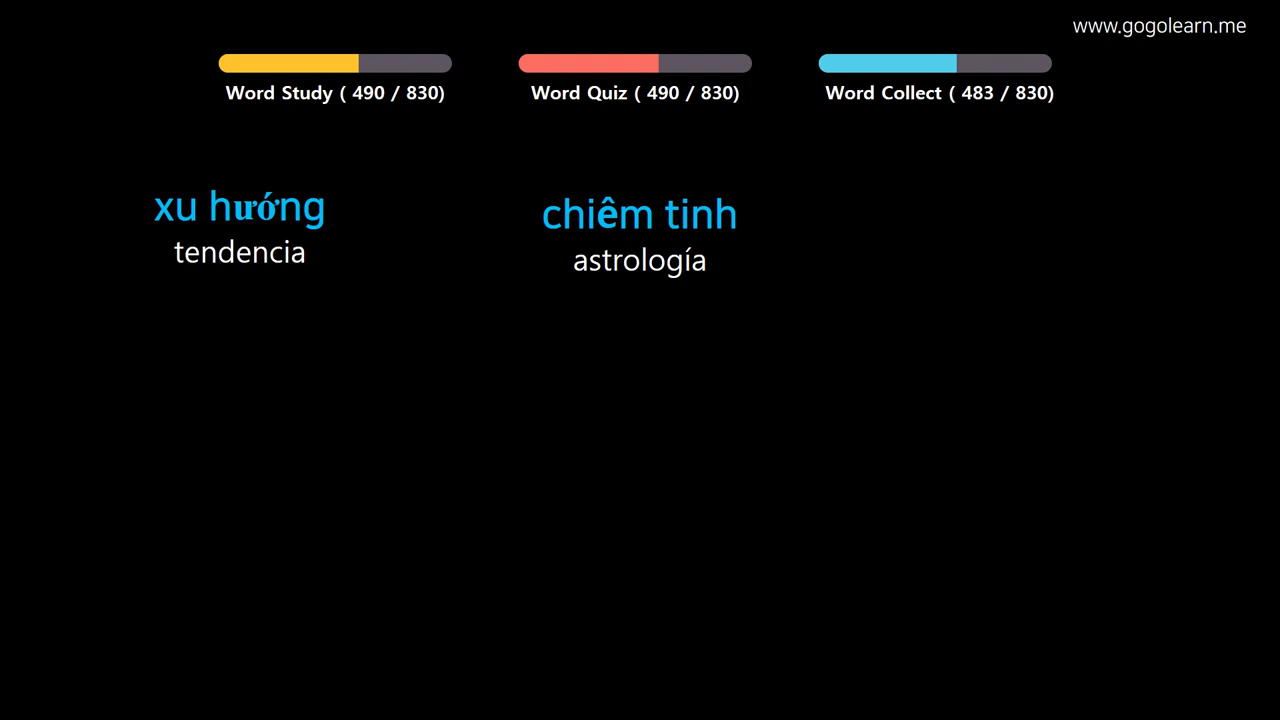 www.gogolearn.me
Word Study ( 490 / 830)
Word Quiz ( 490 / 830)
Word Collect ( 483 / 830)
xu hướng
tendencia
chiêm tinh
astrología